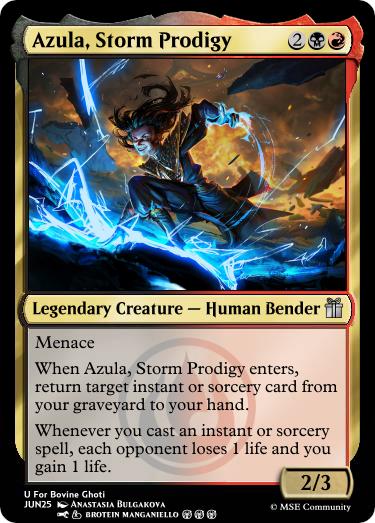 Azula, Storm Prodigy 2
Legendary Creature — Human Bender
Menace
When Azula, Storm Prodigy enters,
return target instant or sorcery card from
your graveyard to your hand.
Whenever you cast an instant or sorcery
spell, each opponent loses 1 life and you
gain 1 life.
2/3
U For Bovine Ghoti
JUN25 Anastasia Bulgakova
© MSE Community
brotein manganiello